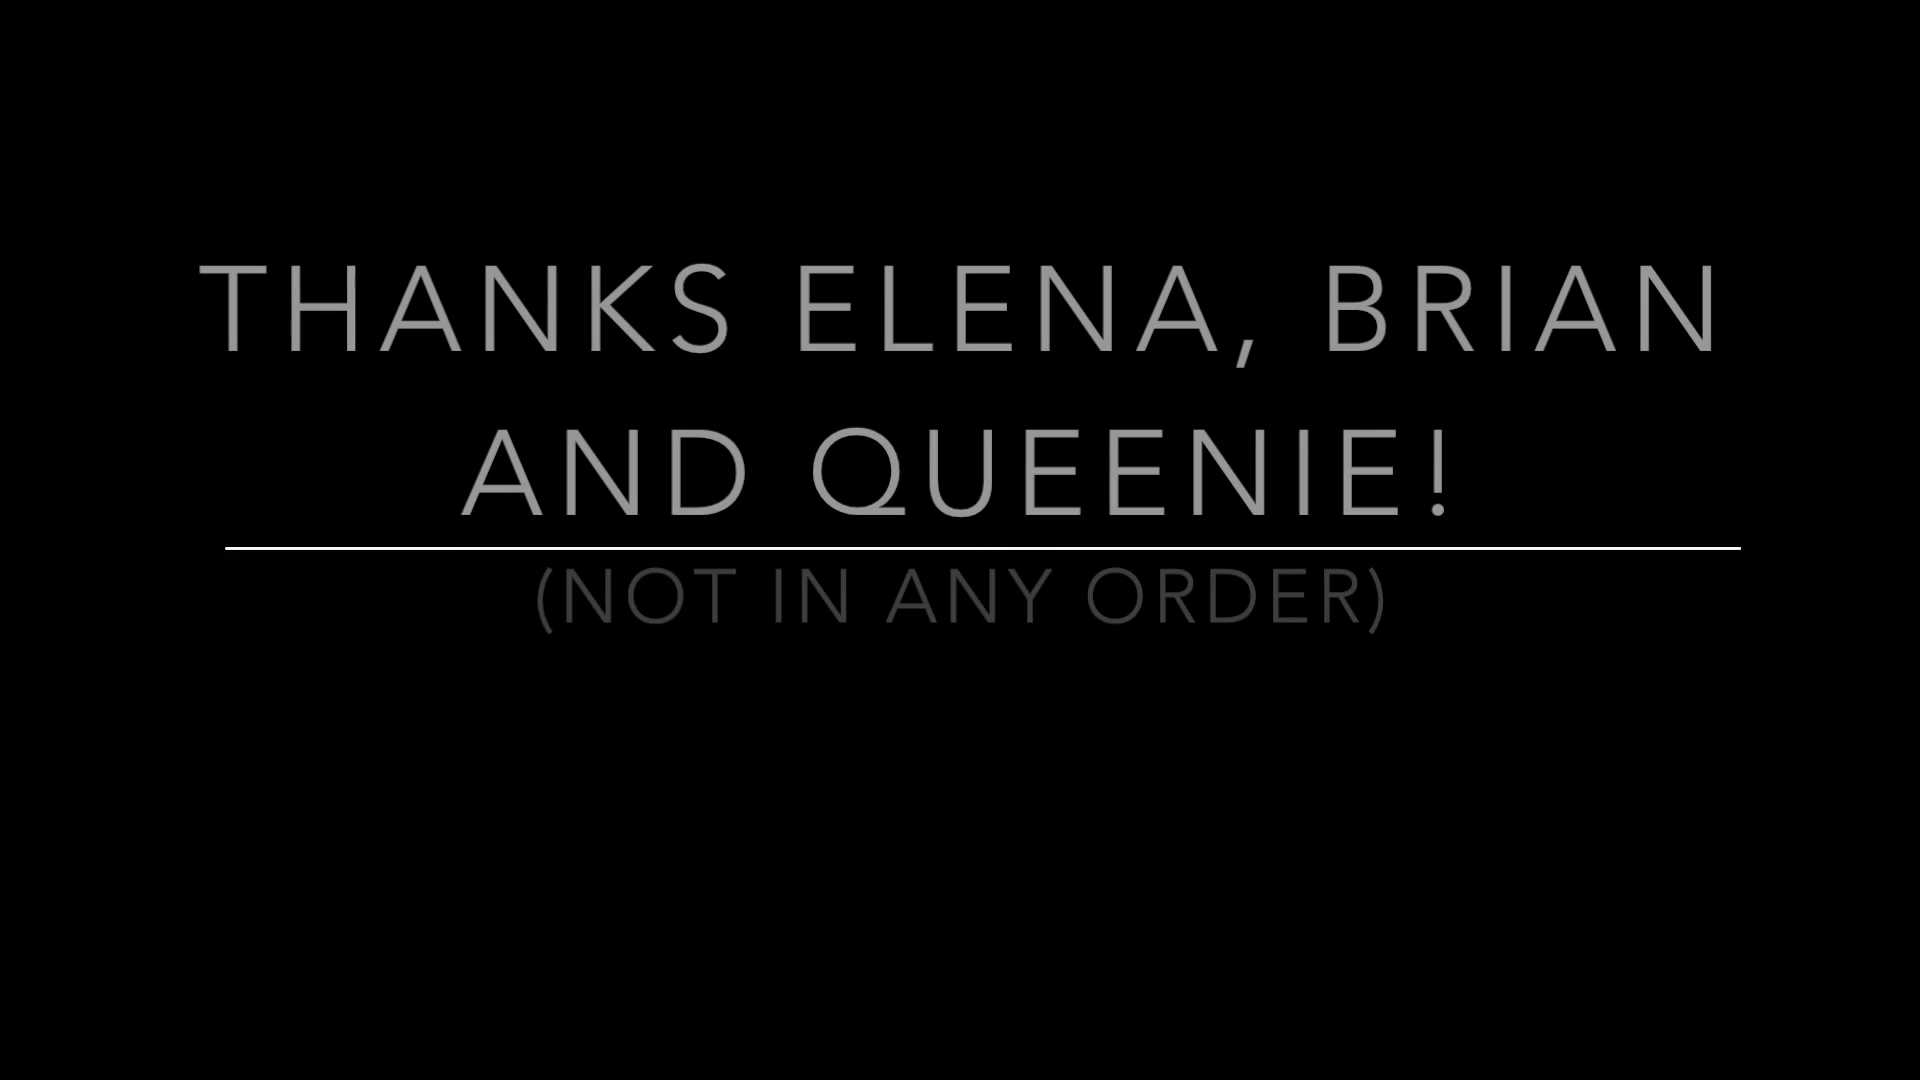 THANKS ELENA, BRIAN
AND QUEENIE!
(NOT IN ANY ORDER)